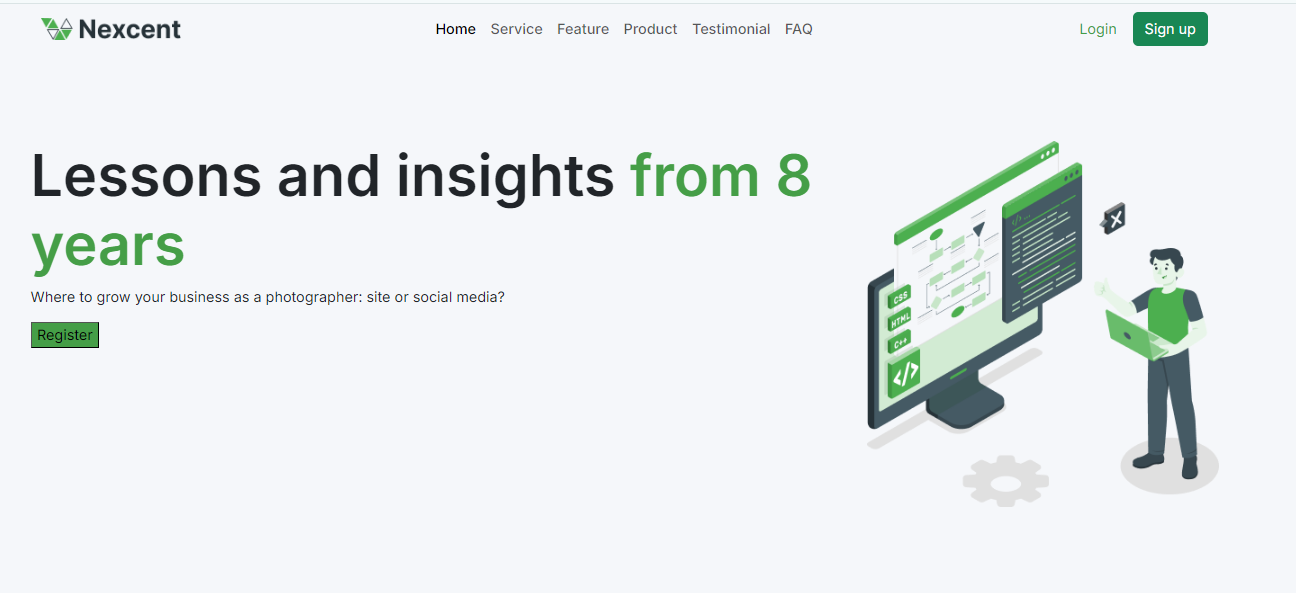 Nexcent
Home Service Feature Product Testimonial FAQ
Login Sign up
Lessons and insights from 8
years
Where to grow your business as a photographer: site or social media?
Register
CSS
HTML
C++
</>